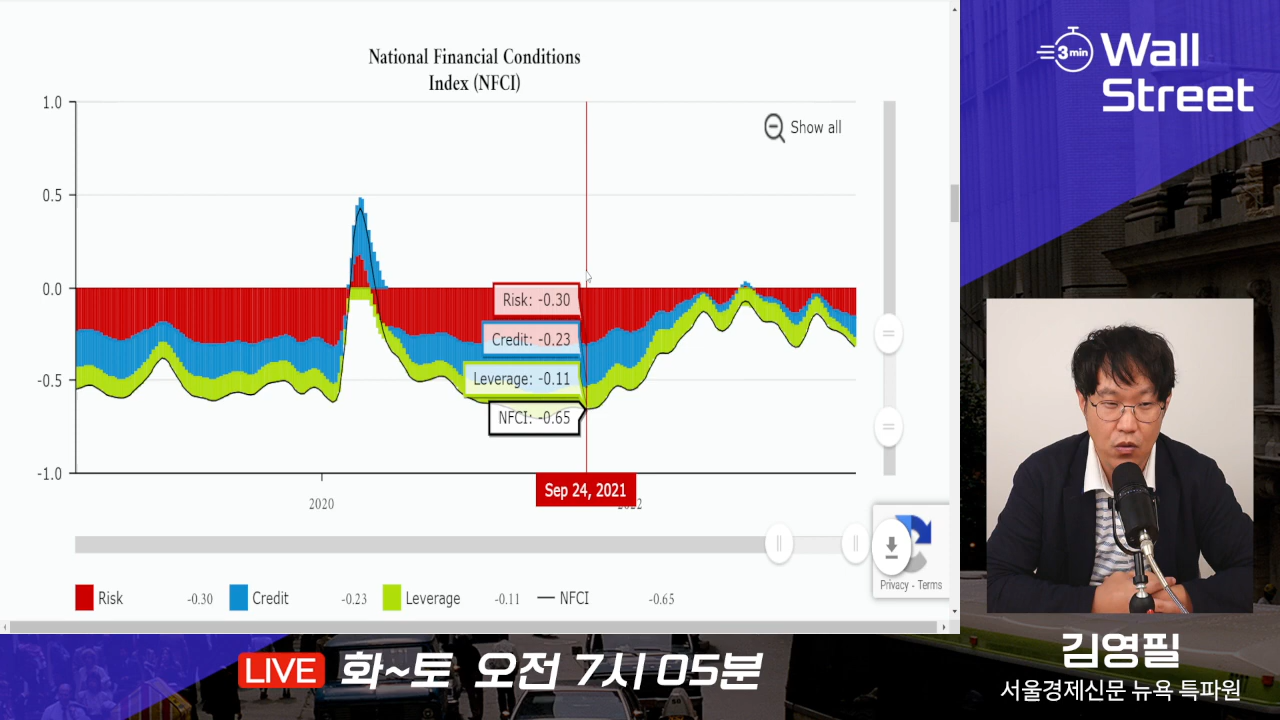 National Financial Conditions
Index (NFCI)
1.0
0.5
0.0
-0.5
-1.0
Show all
Risk: -0.30
Credit: -0.23
Leverage: -0.11
NFCI: -0.65
2020
Sep 24, 2021
Privacy - Terms
Risk -0.30 Credit -0.23 Leverage -0.11 NFCI -0.65
3min Wall
Street
LIVE 화~토 오전 7시 05분
김영필
서울경제신문 뉴욕 특파원